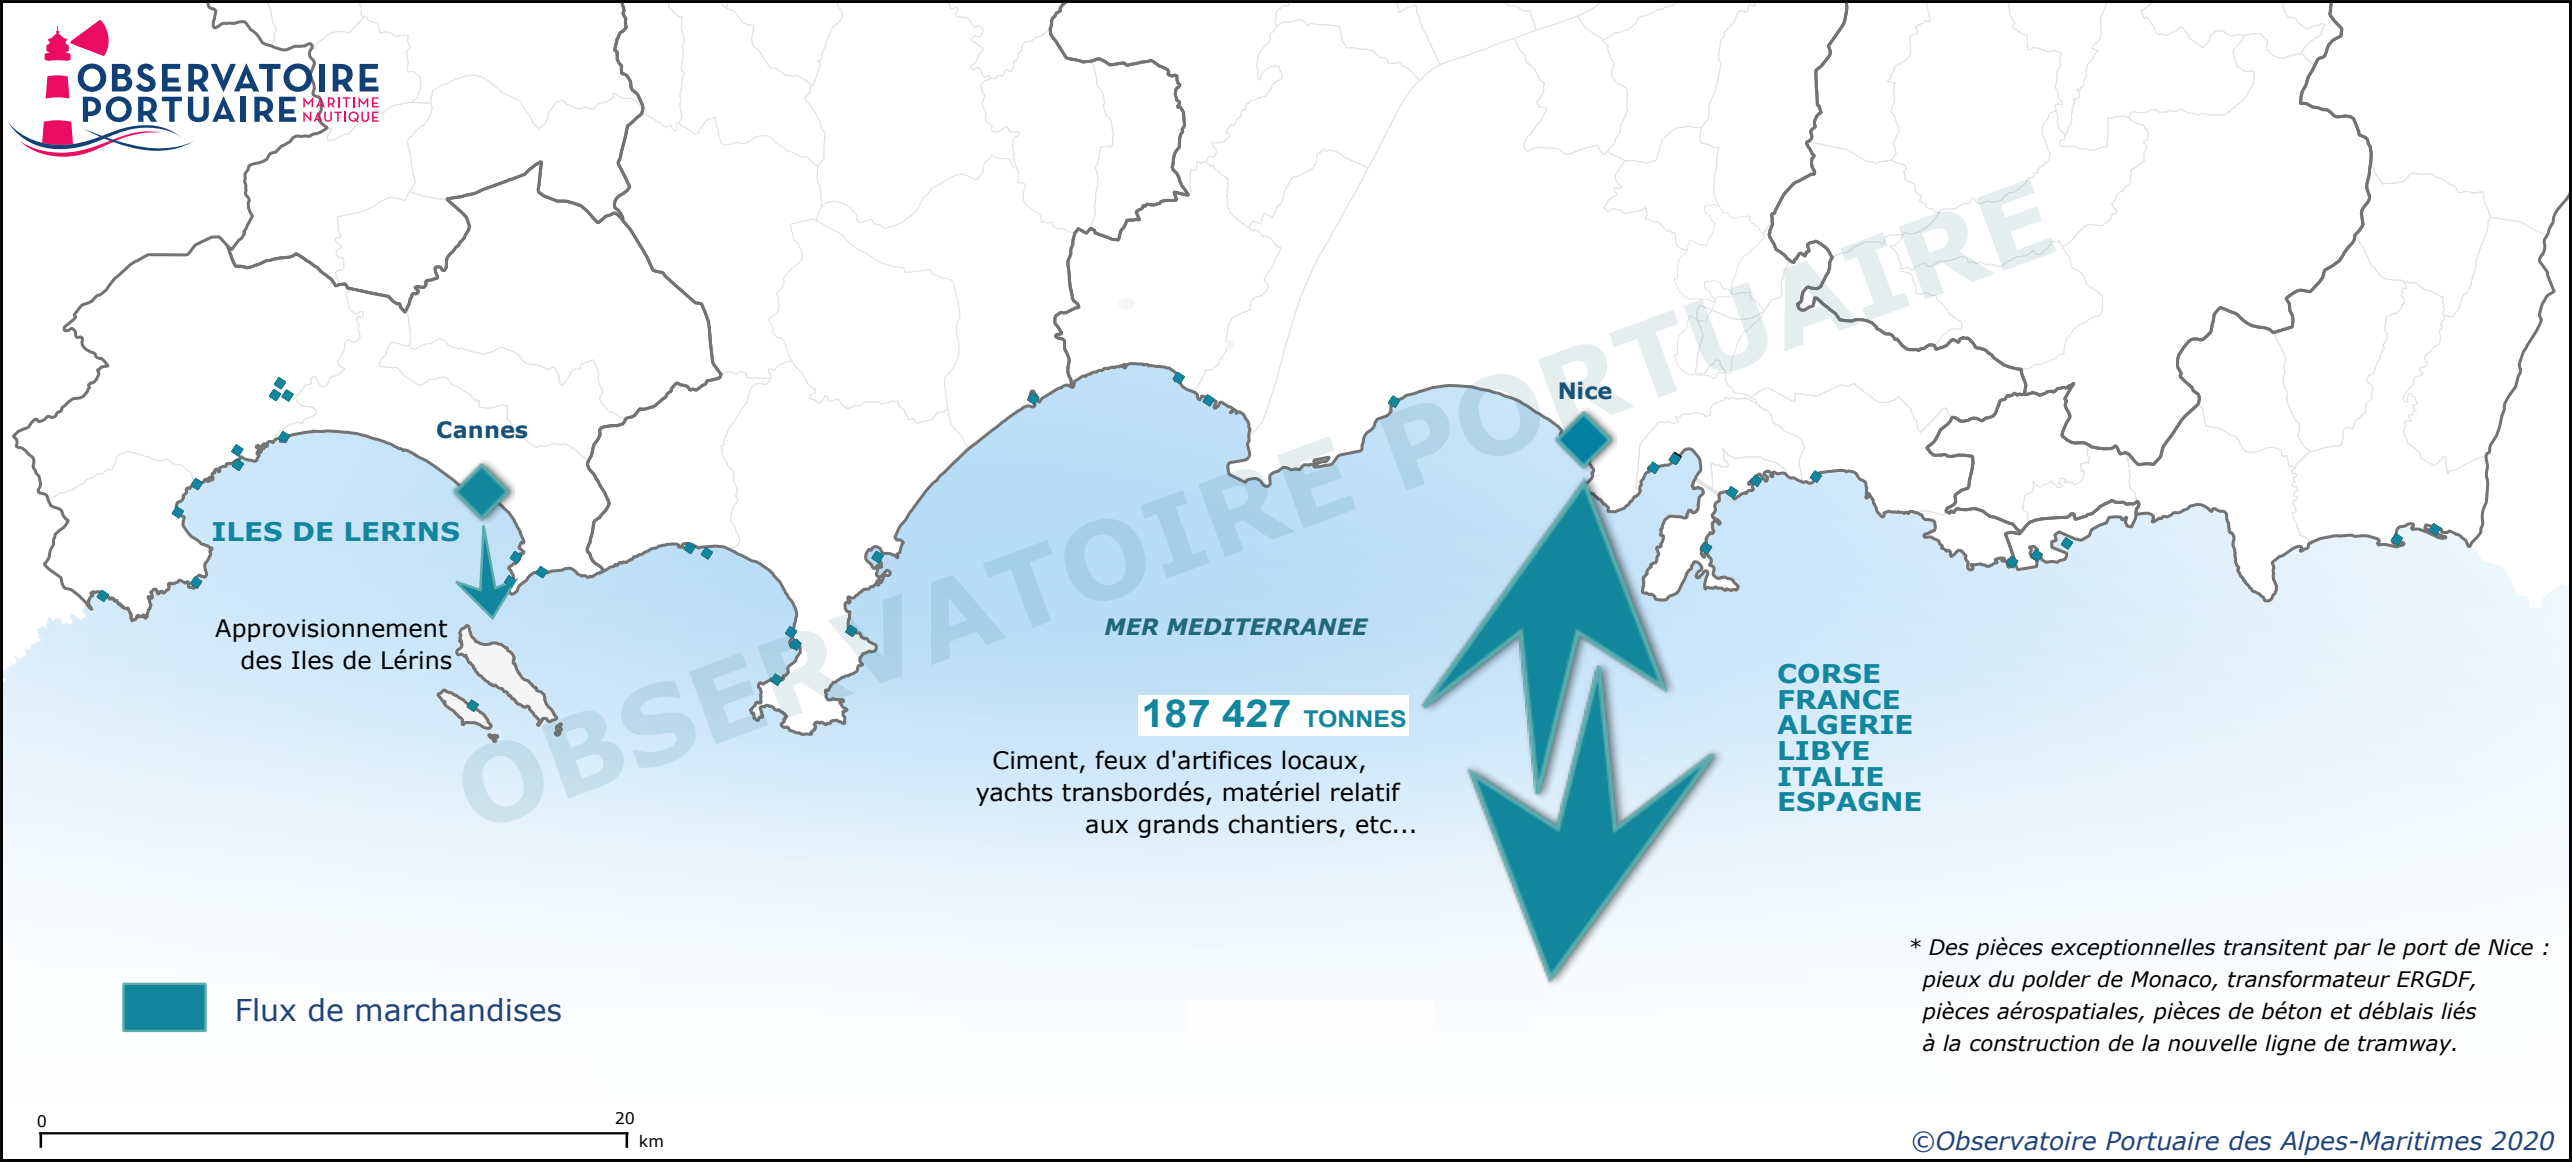 OBSERVATOIRE
PORTUAIRE MARITIME
NAUTIQUE
Nice
Cannes
ILES DE LERINS
Approvisionnement
des Iles de Lérins
OBSERVATOIRE PORTUAIRE
MER MEDITERRANEE
187 427 TONNES
Ciment, feux d'artifices locaux,
yachts transbordés, matériel relatif
aux grands chantiers, etc...
CORSE
FRANCE
ALGERIE
LIBYE
ITALIE
ESPAGNE
* Des pièces exceptionnelles transitent par le port de Nice :
pieux du polder de Monaco, transformateur ERGDF,
pièces aérospatiales, pièces de béton et déblais liés
à la construction de la nouvelle ligne de tramway.
Flux de marchandises
0 20
km
©Observatoire Portuaire des Alpes-Maritimes 2020